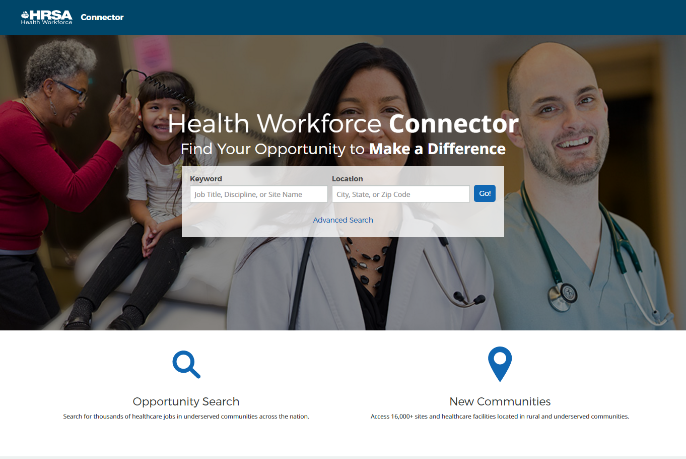 HRSA
Health Workforce
Connector
Health Workforce Connector
Find Your Opportunity to Make a Difference
Keyword
Location
Job Title, Discipline, or Site Name
City, State, or Zip Code
Go!
Advanced Search
Opportunity Search
New Communities
Search for thousands of healthcare jobs in underserved communities across the nation.
Access 16,000+ sites and healthcare facilities located in rural and underserved communities.